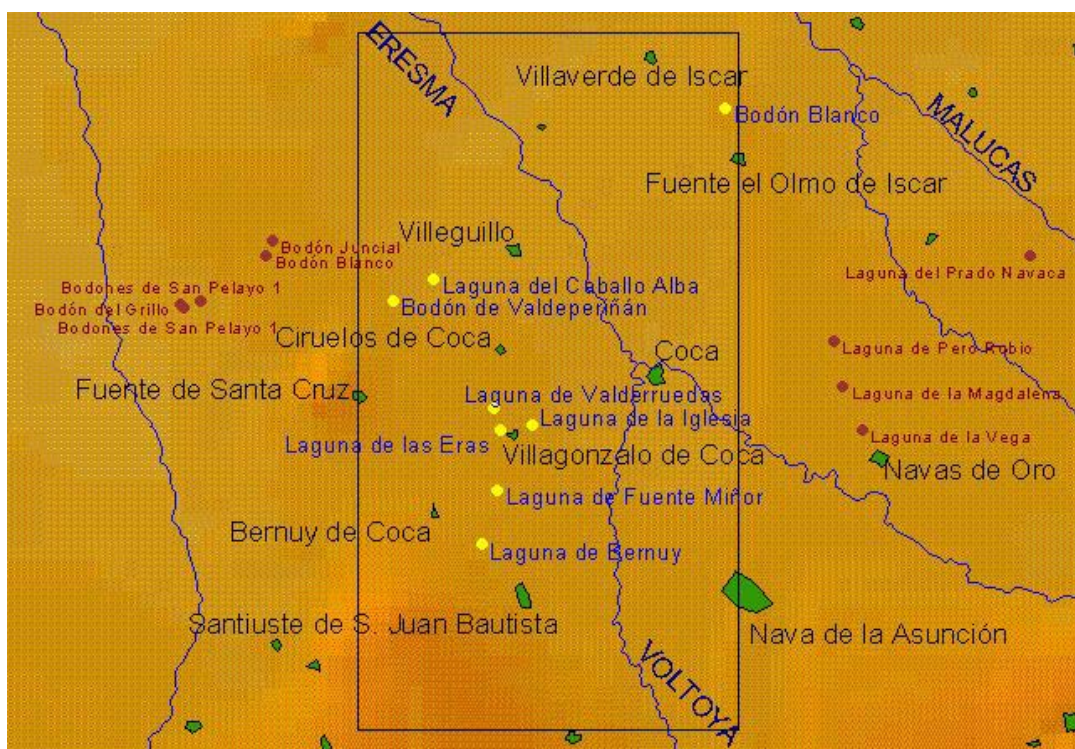 ERESMA
Villaverde de Iscar
Bodón Blanco
MALUCAS
Fuente el Olmo de Iscar
Villeguillo
Bodón Juncial
Bodón Blanco
Laguna del Prado Navaca
Bodones de San Pelayo 1
Laguna del Caballo Alba
Bodón del Grillo
Bodón de Valdeperiñán
Bodones de San Pelayo 1
Ciruelos de Coca
Coca
Laguna de Pero Rubio
Fuente de Santa Cruz
Laguna de Valderruedas
Laguna de la Magdalena
Laguna de la Iglesia
Laguna de las Eras
Laguna de la Vega
Villagonzalo de Coca
Navas de Oro
Laguna de Fuente Miñor
Bernuy de Coca
Laguna de Bernuy
Santiuste de S. Juan Bautista
Nava de la Asunción
VOLTOYA